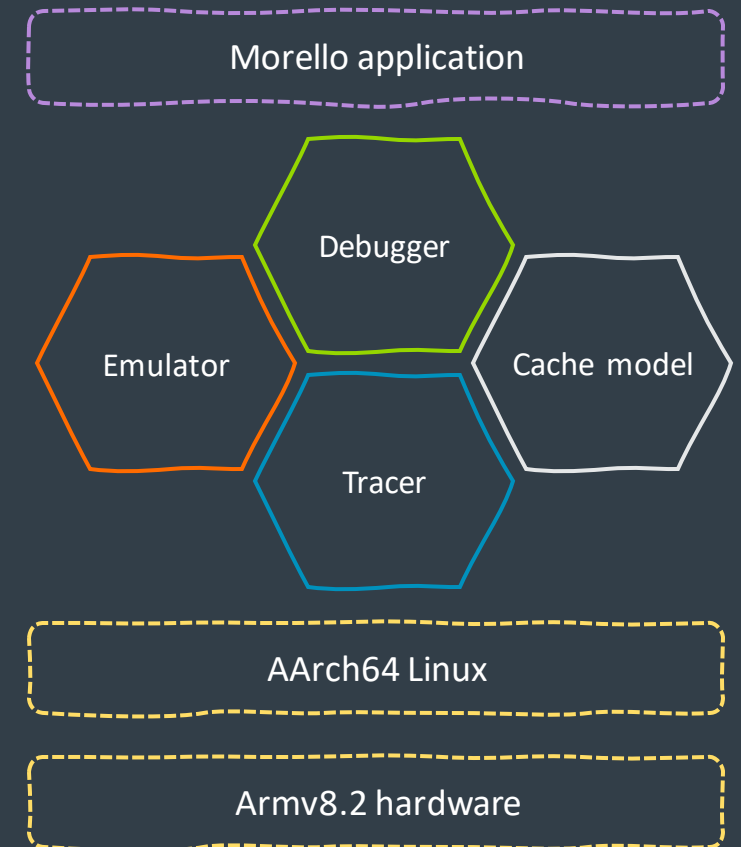 Morello application
Debugger
Emulator
Cache model
Tracer
AArch64 Linux
Armv8.2 hardware